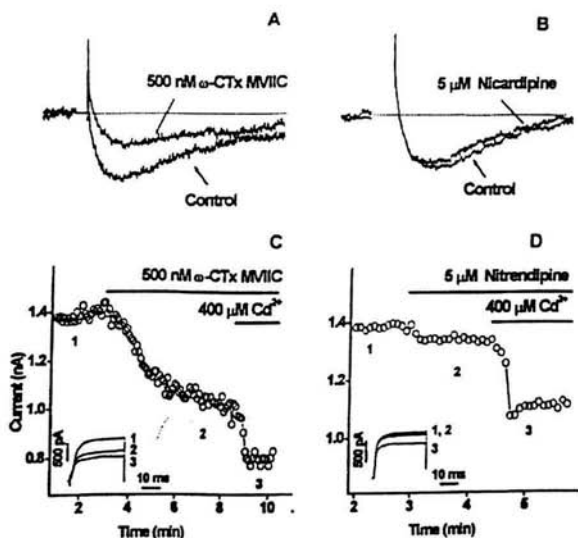 A
B
500 nM ω-CTx MVIIC
5 µM Nicardipine
Control
Control
C
D
500 nM ω-CTx MVIIC
5 µM Nitrendipine
400 µM Cd2+
400 µM Cd2+
1.4
1.2
1.0
0.8
Current (nA)
1
2
3
500 pA
1
2
3
10 ms
2
4
6
8
10
Time (min)
1.4
1.2
1.0
1
2
3
500 pA
1, 2
3
10 ms
2
3
4
5
6
Time (min)